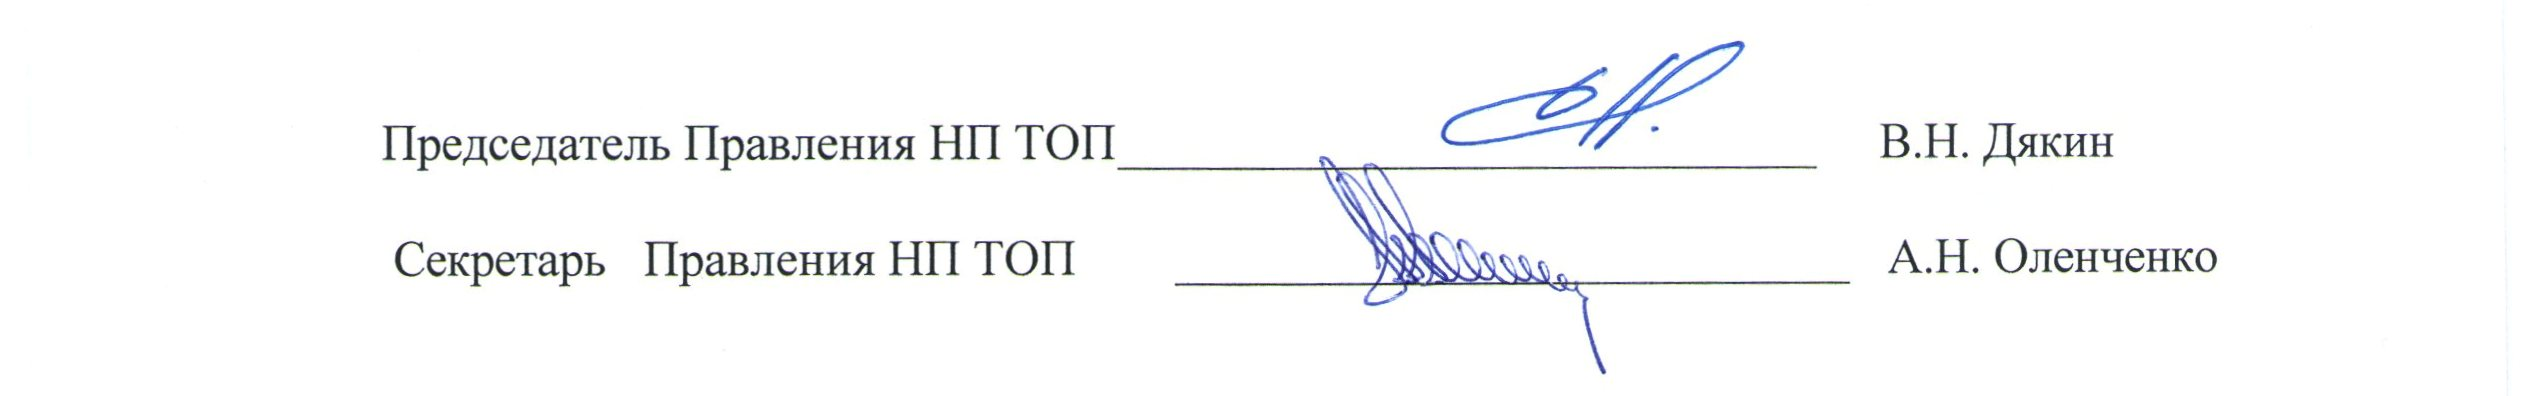 Председатель Правления НП ТОП В.Н. Дякин
Секретарь Правления НП ТОП А.Н. Оленченко